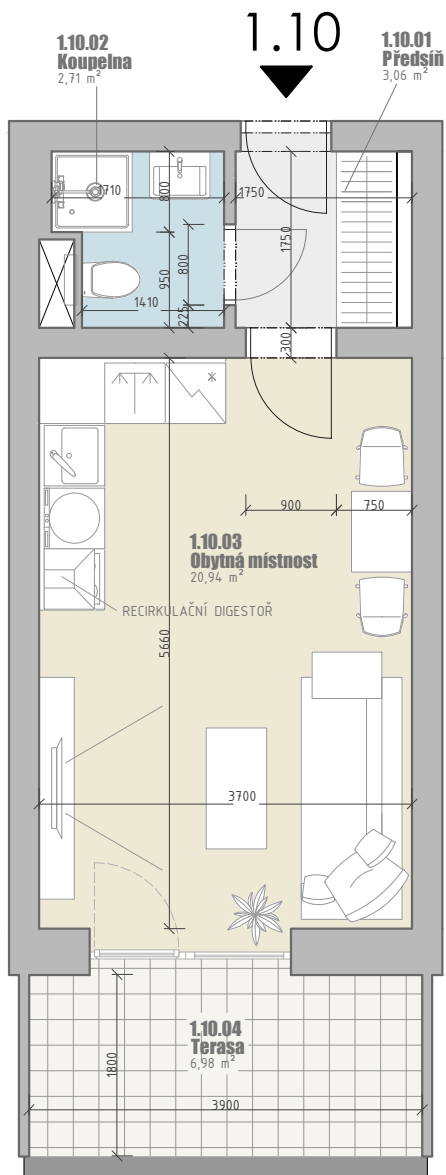 1.10
1.10.02
Koupelna
2,71 m²
1.10.01
Předsíň
3,06 m²
1710
800
1750
1750
950
800
1410
225
300
900
750
1.10.03
Obytná místnost
20,94 m²
RECIRKULAČNÍ DIGESTOŘ
5660
3700
1.10.04
Terasa
6,98 m²
1800
3900